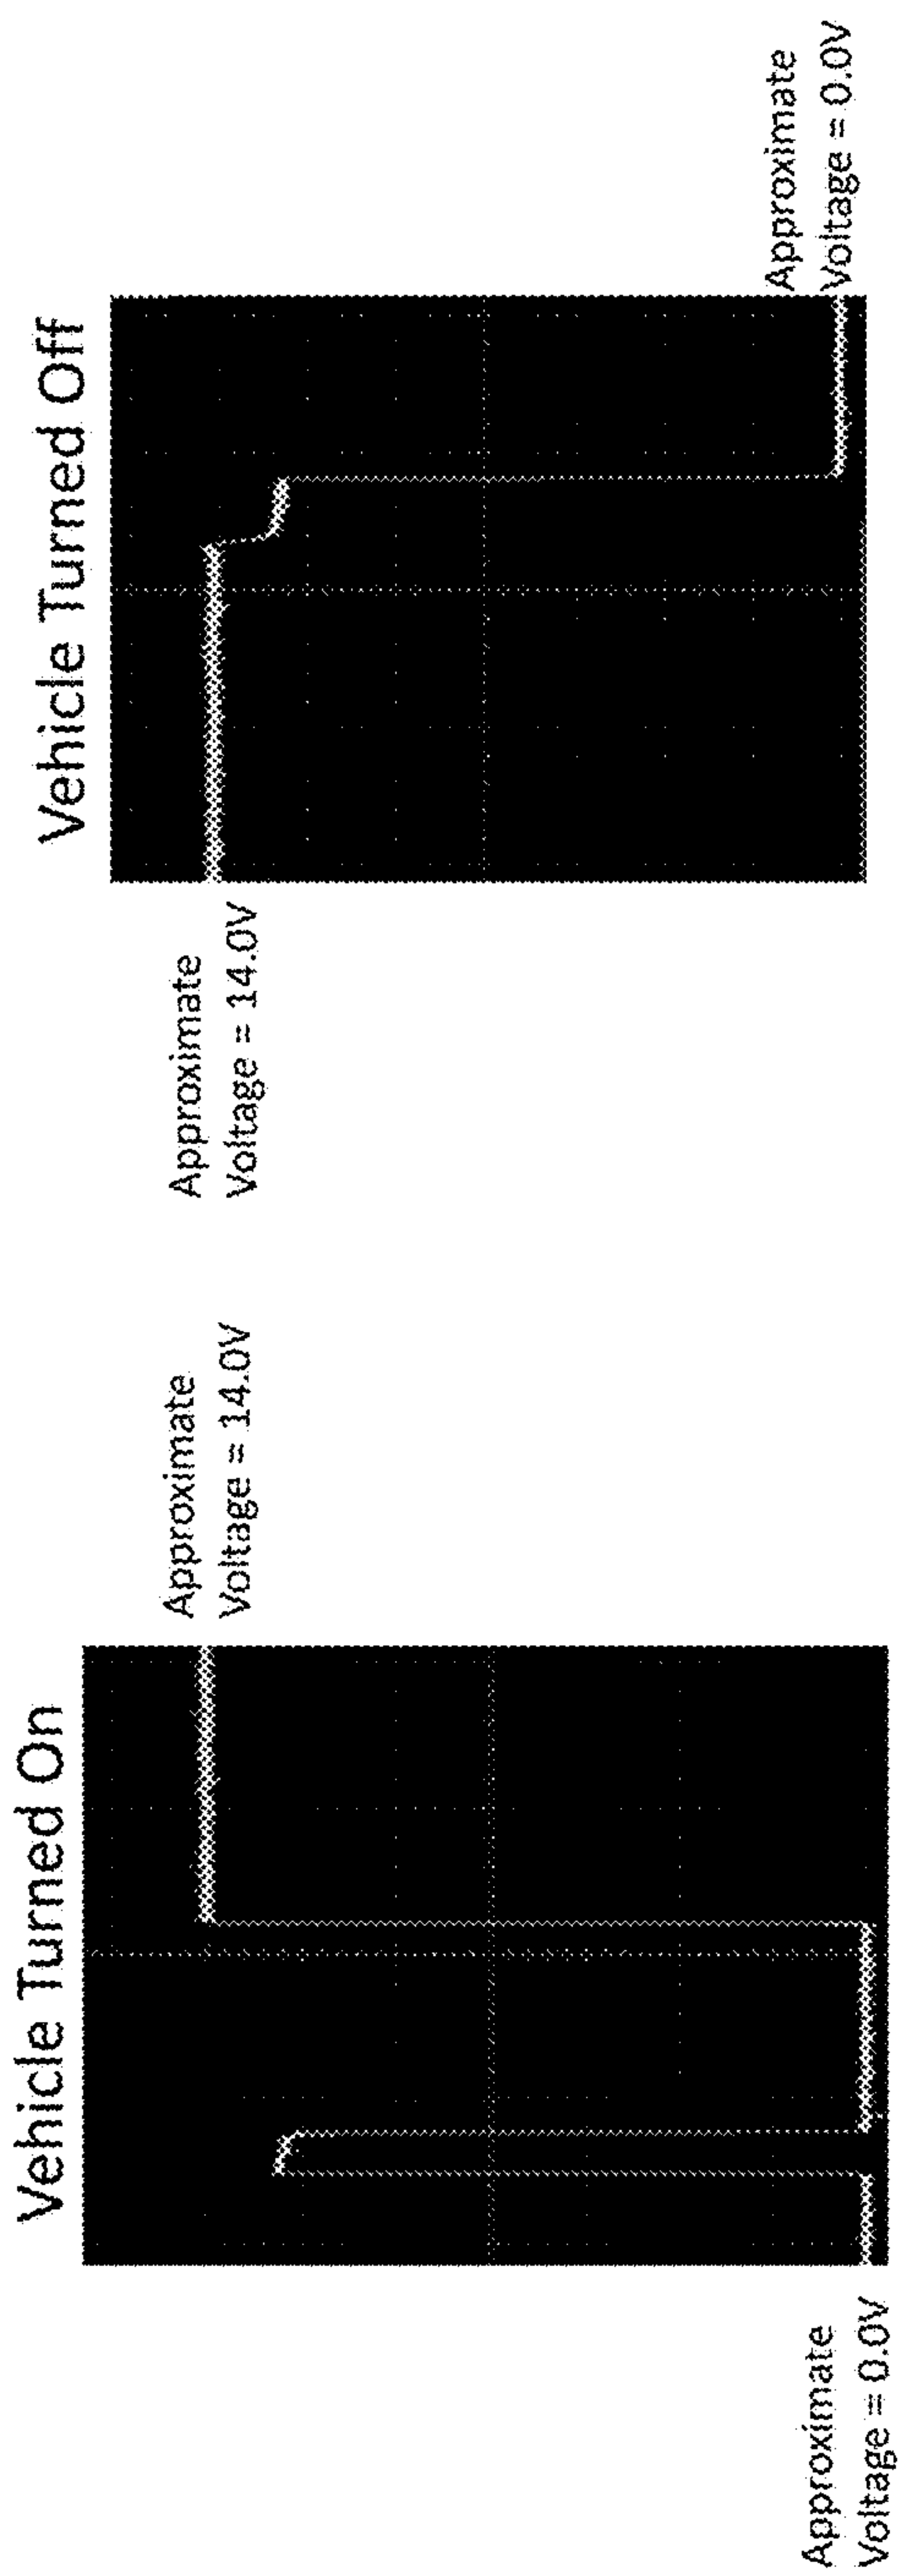 Vehicle Turned On
Approximate
Voltage = 0.0V
Approximate
Voltage = 14.0V
Vehicle Turned Off
Approximate
Voltage = 14.0V
Approximate
Voltage = 0.0V